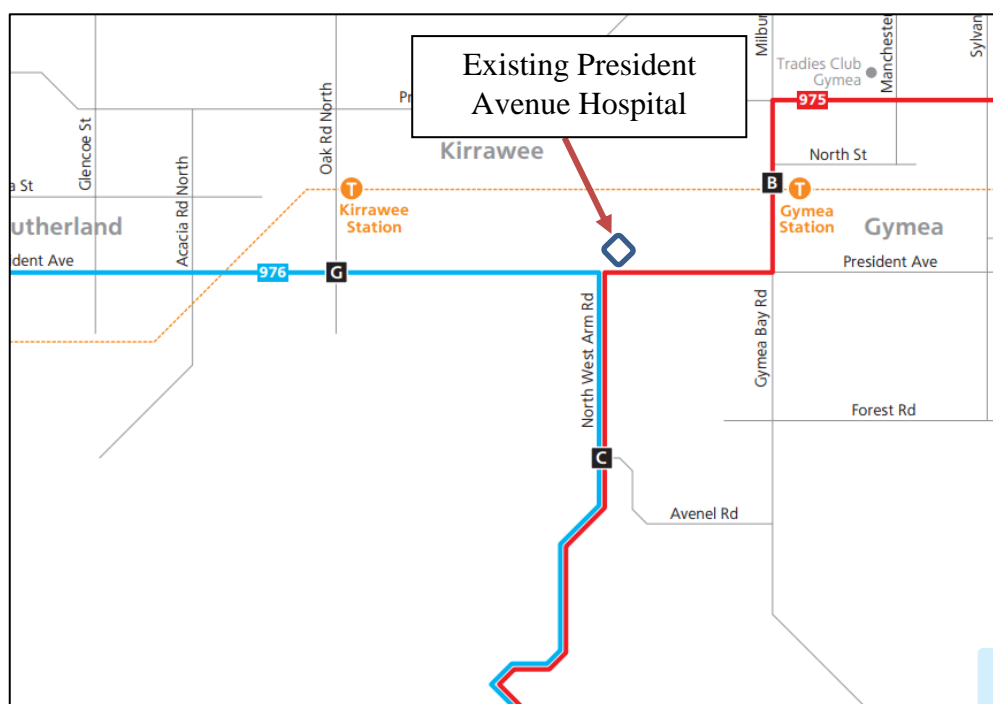 Existing President
Avenue Hospital
Milbur
Tradies Club
Gymea
Manchester
Sylvan
975
Pr
Oak Rd North
Glencoe St
Acacia Rd North
Kirrawee
North St
B
T
Gymea
Station
Gymea
T
Kirrawee
Station
a St
utherland
dent Ave
976
G
President Ave
North West Arm Rd
Gymea Bay Rd
Forest Rd
C
Avenel Rd